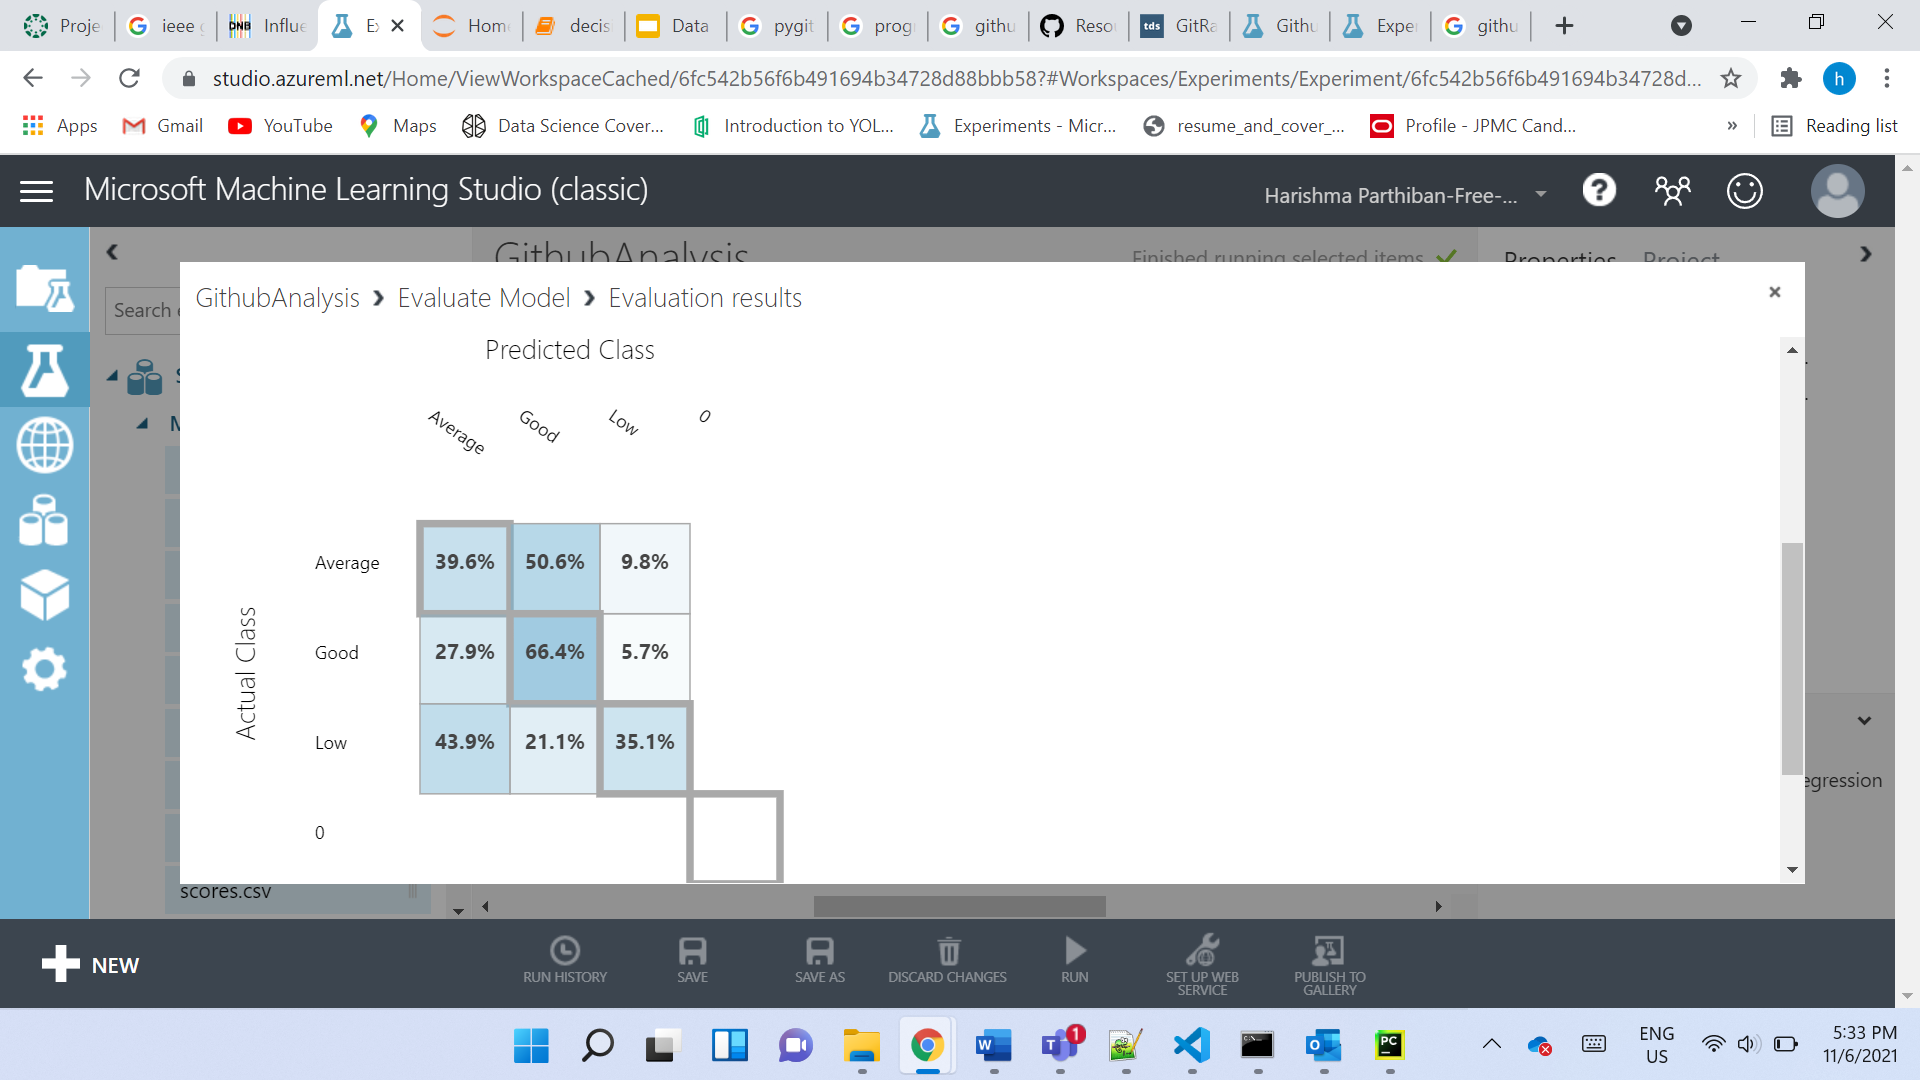 Proje
ieee g
DNB Influe
Ex
Home
decis
Data
pygit
prog
githu
Resou
tds GitRa
Githu
Exper
githu
studio.azureml.net/Home/ViewWorkspaceCached/6fc542b56f6b491694b34728d88bbb58?#Workspaces/Experiments/Experiment/6fc542b56f6b491694b34728d...
h
Apps
Gmail
YouTube
Maps
Data Science Cover...
Introduction to YOL...
Experiments - Micr...
resume_and_cover_...
Profile - JPMC Cand...
»
Reading list
Microsoft Machine Learning Studio (classic)
Harishma Parthiban-Free-...
?
GithubAnalysis
Finished running selected items
Properties
Project
Search e
GithubAnalysis › Evaluate Model › Evaluation results
Predicted Class
Average
Good
Low
0
Actual Class
Average 39.6% 50.6% 9.8%
Good 27.9% 66.4% 5.7%
Low 43.9% 21.1% 35.1%
0
egression
scores.csv
NEW
RUN HISTORY
SAVE
SAVE AS
DISCARD CHANGES
RUN
SET UP WEB SERVICE
PUBLISH TO GALLERY
1
ENG
US
5:33 PM
11/6/2021